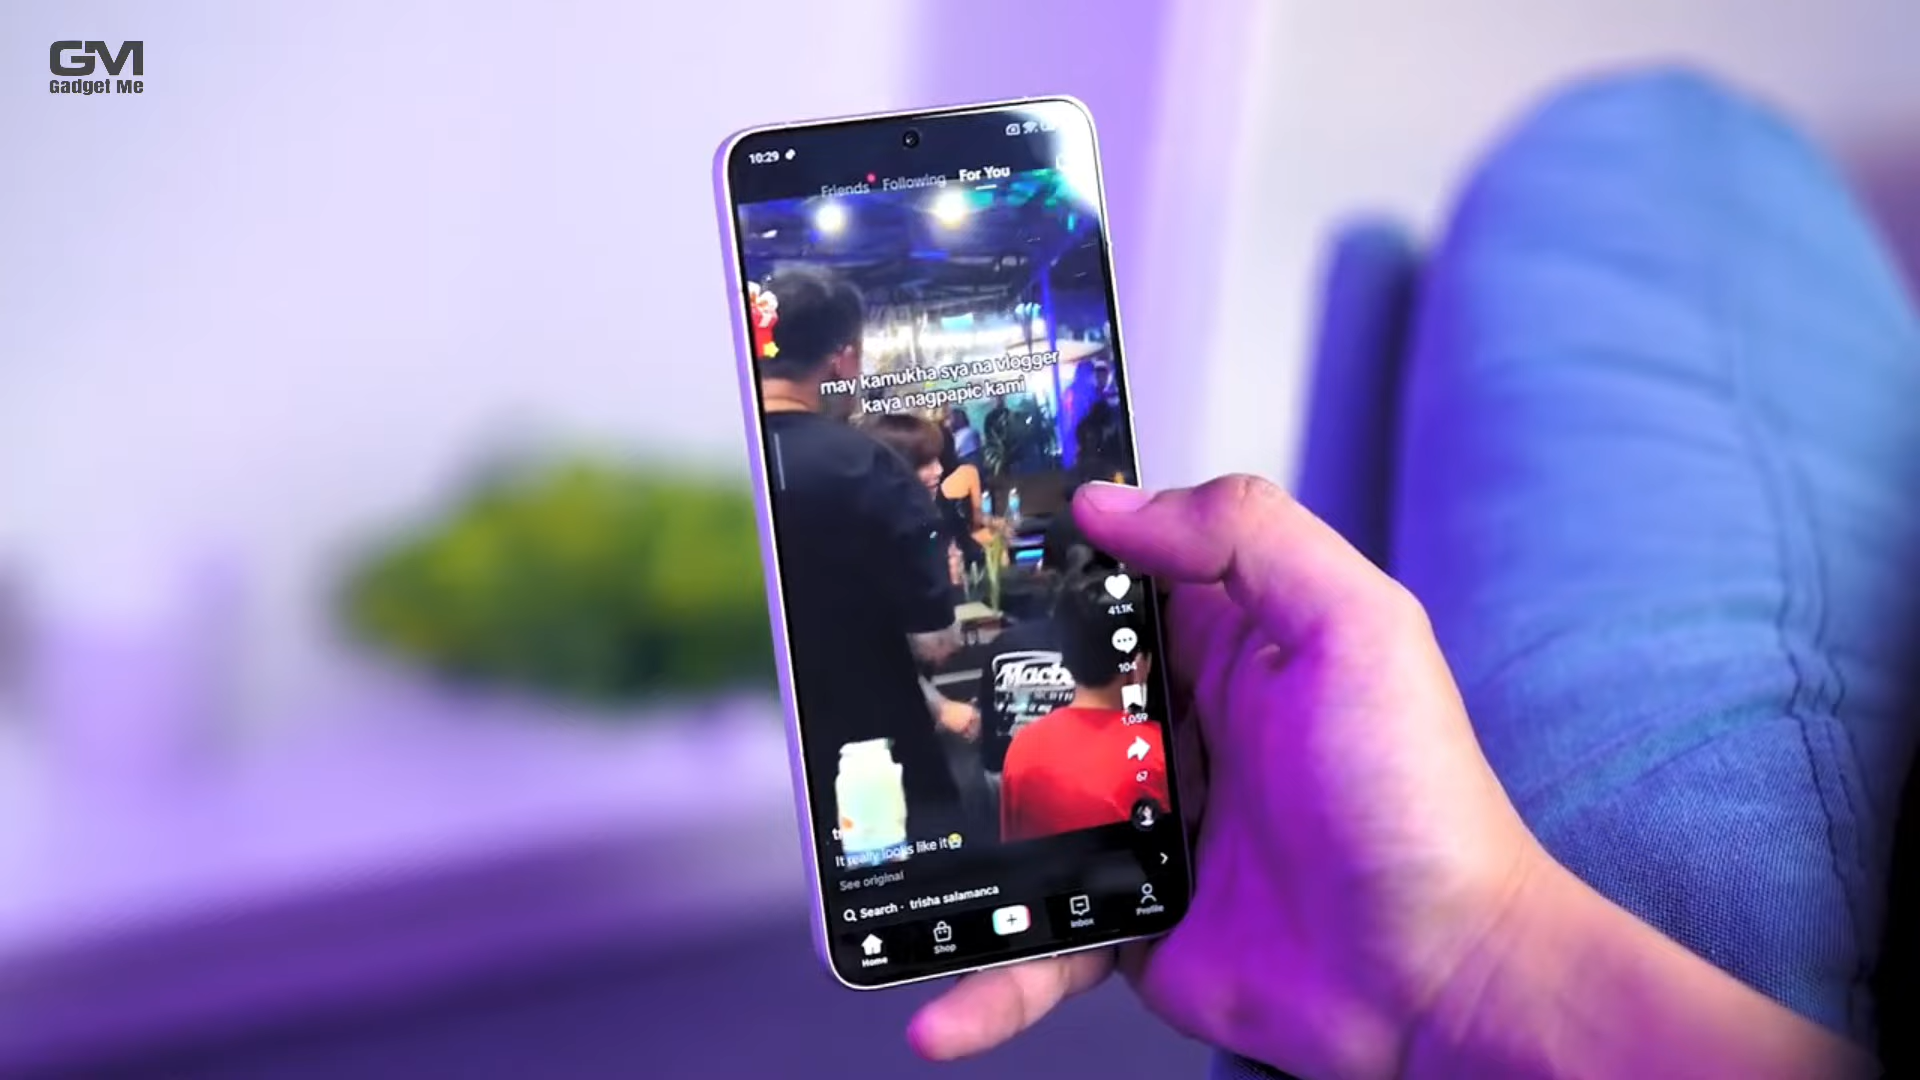 GM
Gadget Me
10:29
Friends Following For You
may kamukha sya na vlogger
kaya nagpapic kami
41.1K
104
1,059
67
It really looks like it😭
See original
Search · trisha salamanca
Home Shop Inbox Profile